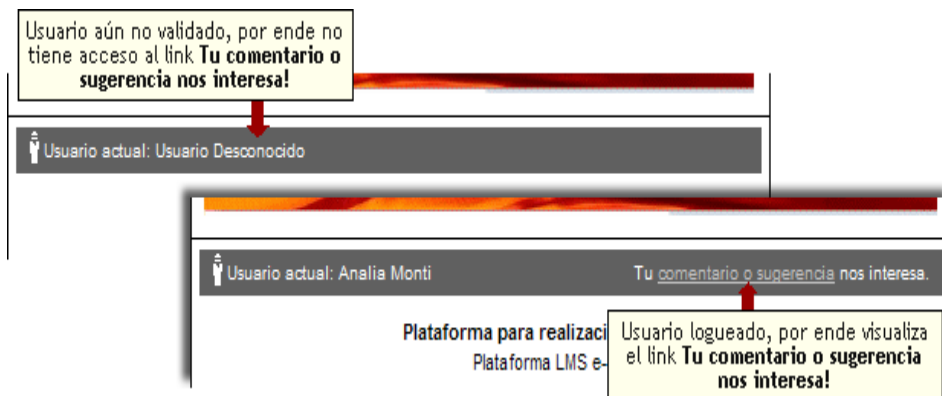 Usuario aún no validado, por ende no
tiene acceso al link Tu comentario o
sugerencia nos interesa!
Usuario actual: Usuario Desconocido
Usuario actual: Analia Monti
Tu comentario o sugerencia nos interesa.
Plataforma para realizaci
Plataforma LMS e-
Usuario logueado, por ende visualiza
el link Tu comentario o sugerencia
nos interesa!